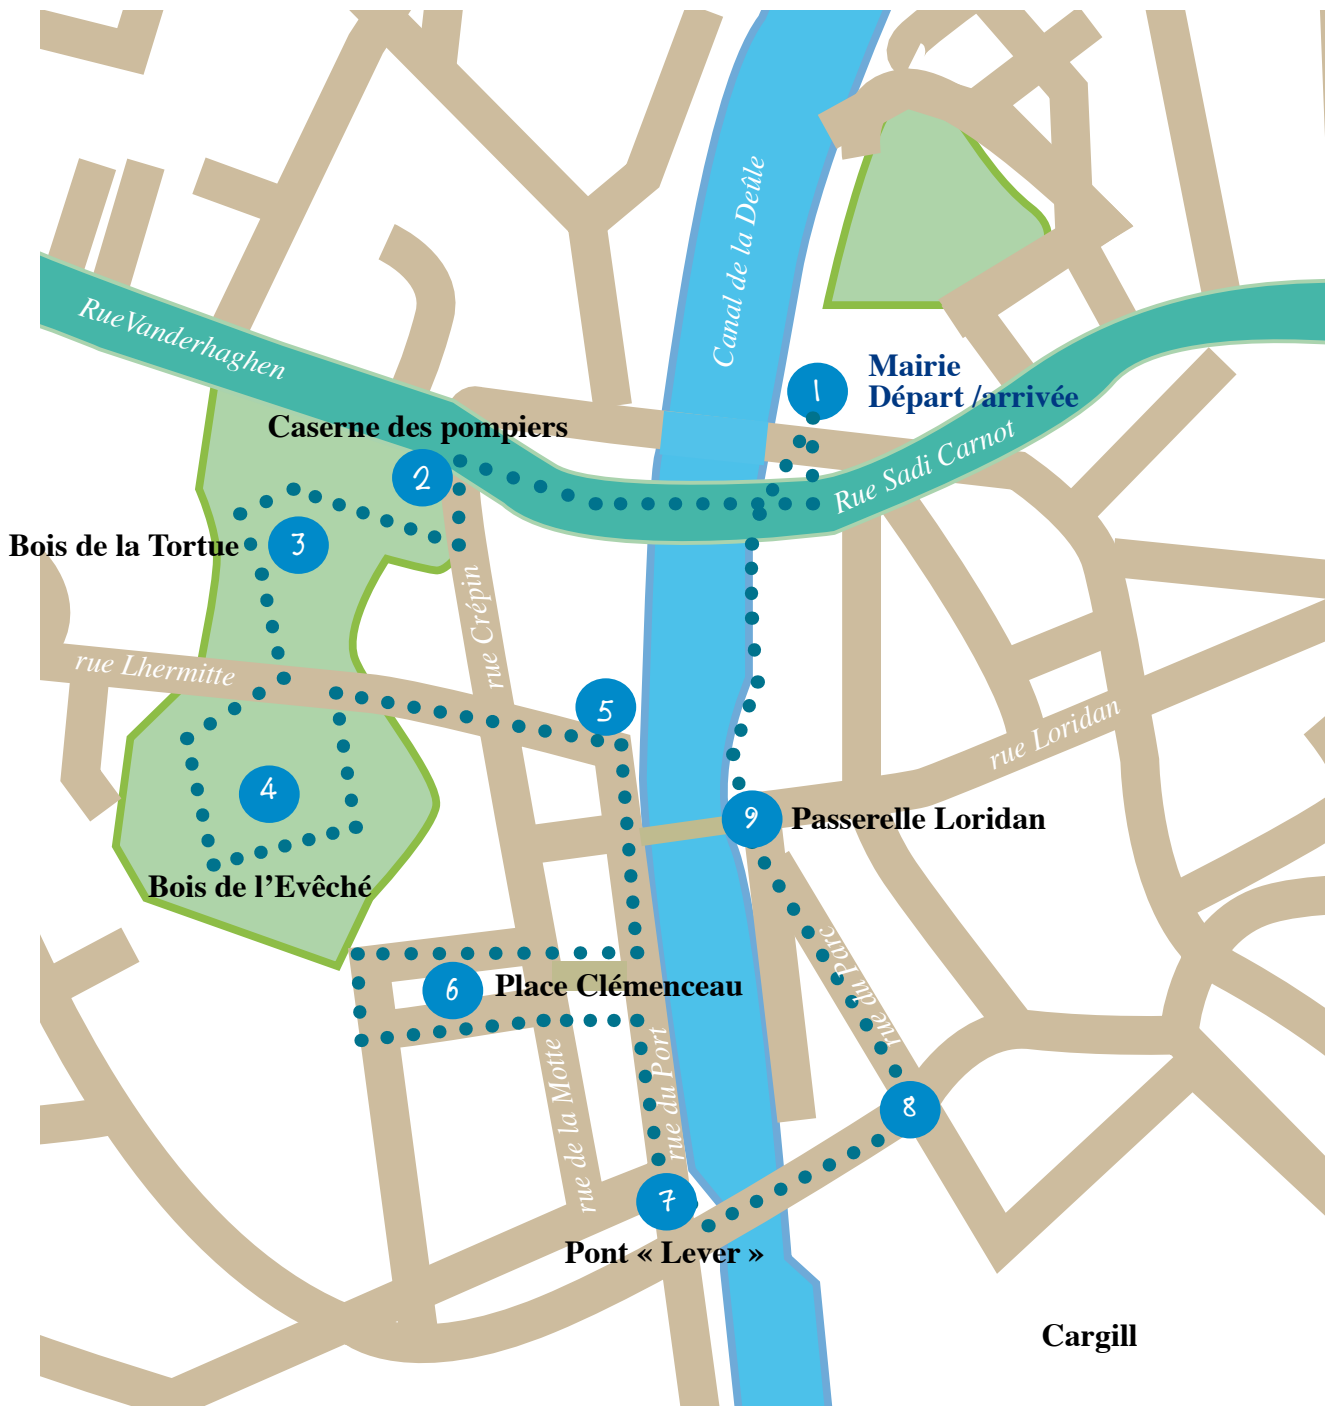 Canal de la Deûle
RueVanderhaghen
1
Mairie
Départ /arrivée
Caserne des pompiers
Rue Sadi Carnot
2
3
Bois de la Tortue
rue Crépin
rue Lhermitte
5
rue Loridan
4
9
Passerelle Loridan
Bois de l’Evêché
rue du Parc
6
Place Clémenceau
rue de la Motte
rue du Port
8
7
Pont « Lever »
Cargill